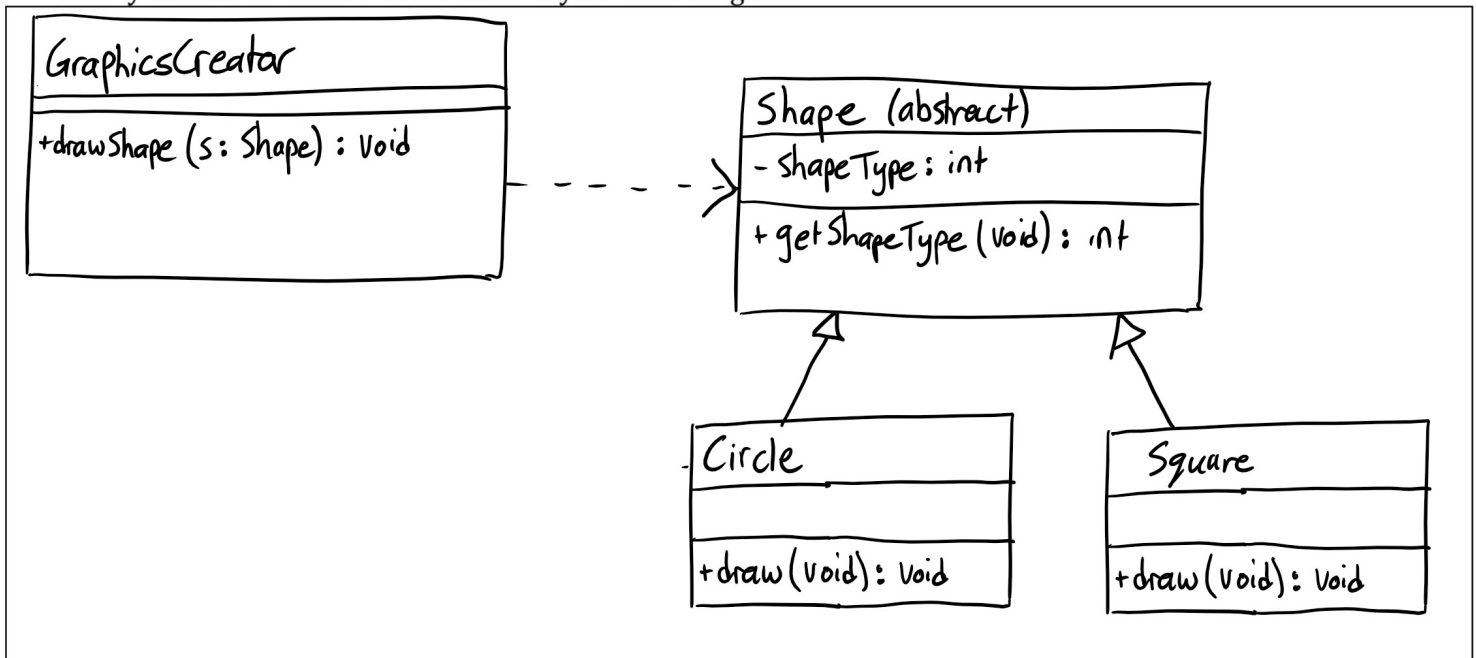 GraphicsCreator
+drawShape (s: Shape) : void
Shape (abstract)
- shapeType: int
+ getShapeType (void) : int
Circle
+draw (void): void
Square
+draw (void): void